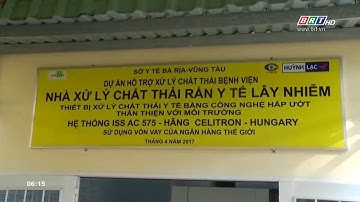 BRT HD
www.brt.vn
SỞ Y TẾ BÀ RỊA-VŨNG TÀU
DỰ ÁN HỖ TRỢ XỬ LÝ CHẤT THẢI BỆNH VIỆN
HUỲNH LẠC
NHÀ XỬ LÝ CHẤT THẢI RẮN Y TẾ LÂY NHIỄM
THIẾT BỊ XỬ LÝ CHẤT THẢI Y TẾ BẰNG CÔNG NGHỆ HẤP ƯỚT
THÂN THIỆN VỚI MÔI TRƯỜNG
HỆ THỐNG ISS AC 575 - HÃNG CELITRON - HUNGARY
SỬ DỤNG VỐN VAY CỦA NGÂN HÀNG THẾ GIỚI
THÁNG 4 NĂM 2017
06:15